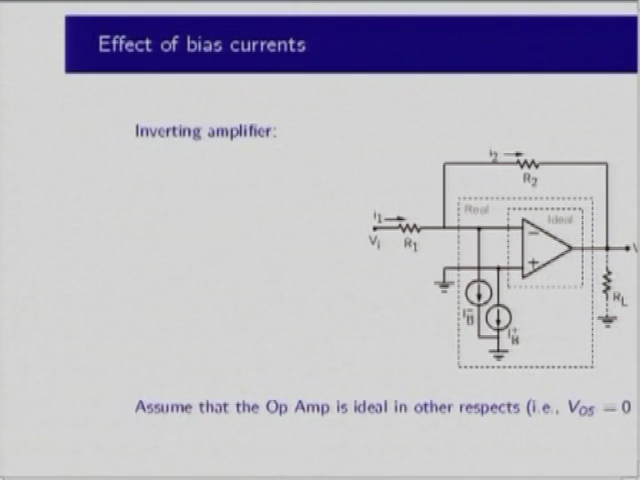 Effect of bias currents
Inverting amplifier:
i2
R2
Real
Ideal
i1
Vi
R1
−
+
V
RL
I−B
I+B
Assume that the Op Amp is ideal in other respects (i.e., VOS = 0